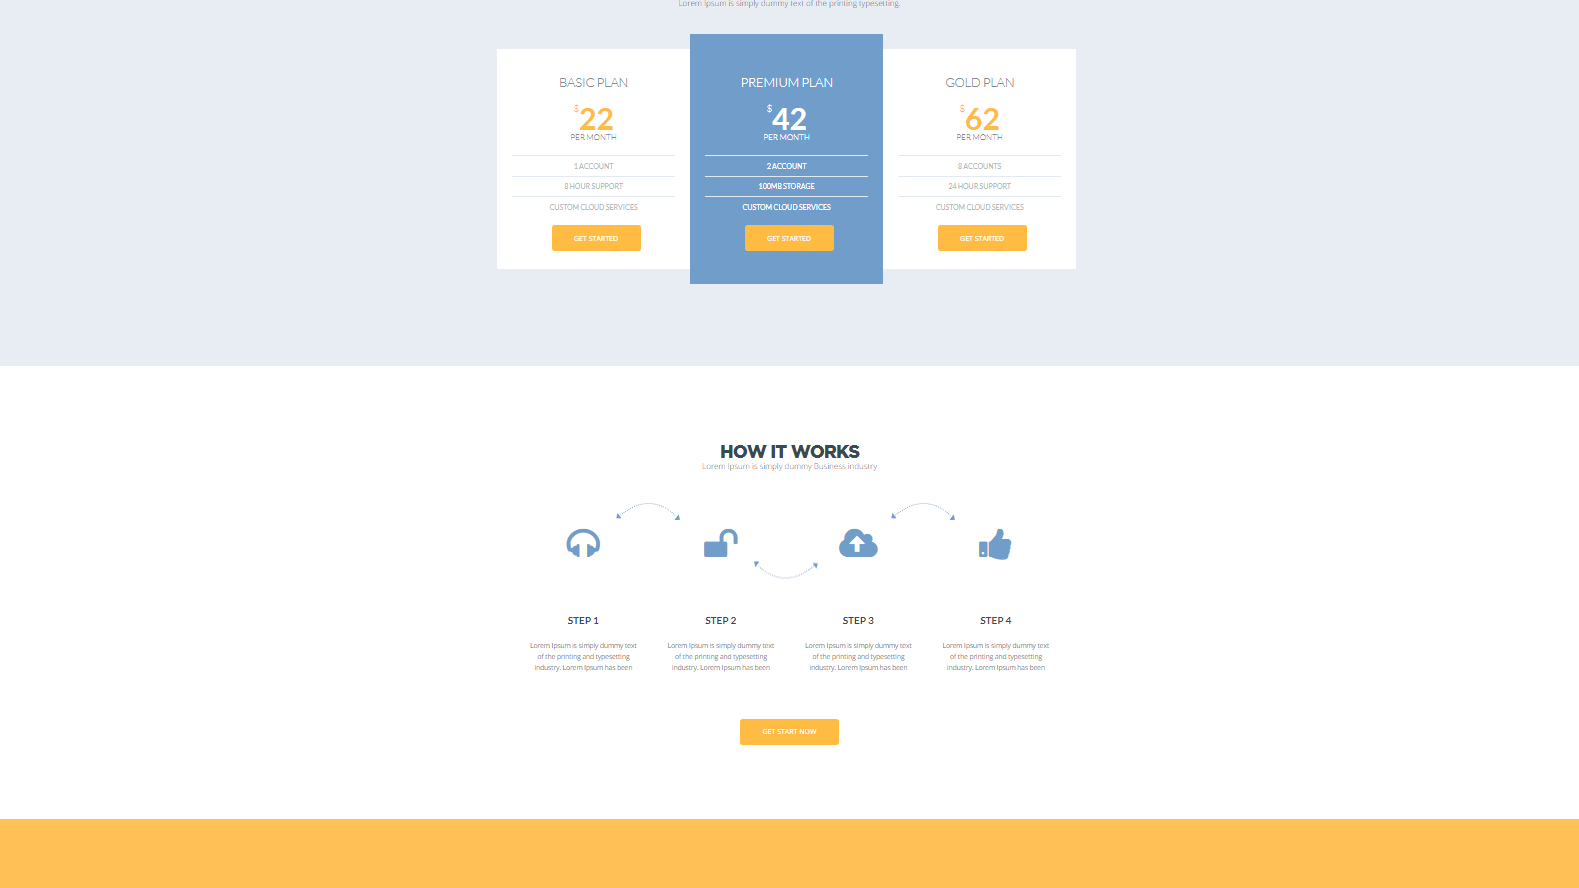 Lorem Ipsum is simply dummy text of the printing typesetting.
BASIC PLAN
$22
PER MONTH
1 ACCOUNT
8 HOUR SUPPORT
CUSTOM CLOUD SERVICES
GET STARTED
PREMIUM PLAN
$42
PER MONTH
2 ACCOUNT
100MB STORAGE
CUSTOM CLOUD SERVICES
GET STARTED
GOLD PLAN
$62
PER MONTH
8 ACCOUNTS
24 HOUR SUPPORT
CUSTOM CLOUD SERVICES
GET STARTED
HOW IT WORKS
Lorem Ipsum is simply dummy Business industry
STEP 1
Lorem Ipsum is simply dummy text
of the printing and typesetting
industry. Lorem Ipsum has been
STEP 2
Lorem Ipsum is simply dummy text
of the printing and typesetting
industry. Lorem Ipsum has been
STEP 3
Lorem Ipsum is simply dummy text
of the printing and typesetting
industry. Lorem Ipsum has been
STEP 4
Lorem Ipsum is simply dummy text
of the printing and typesetting
industry. Lorem Ipsum has been
GET START NOW